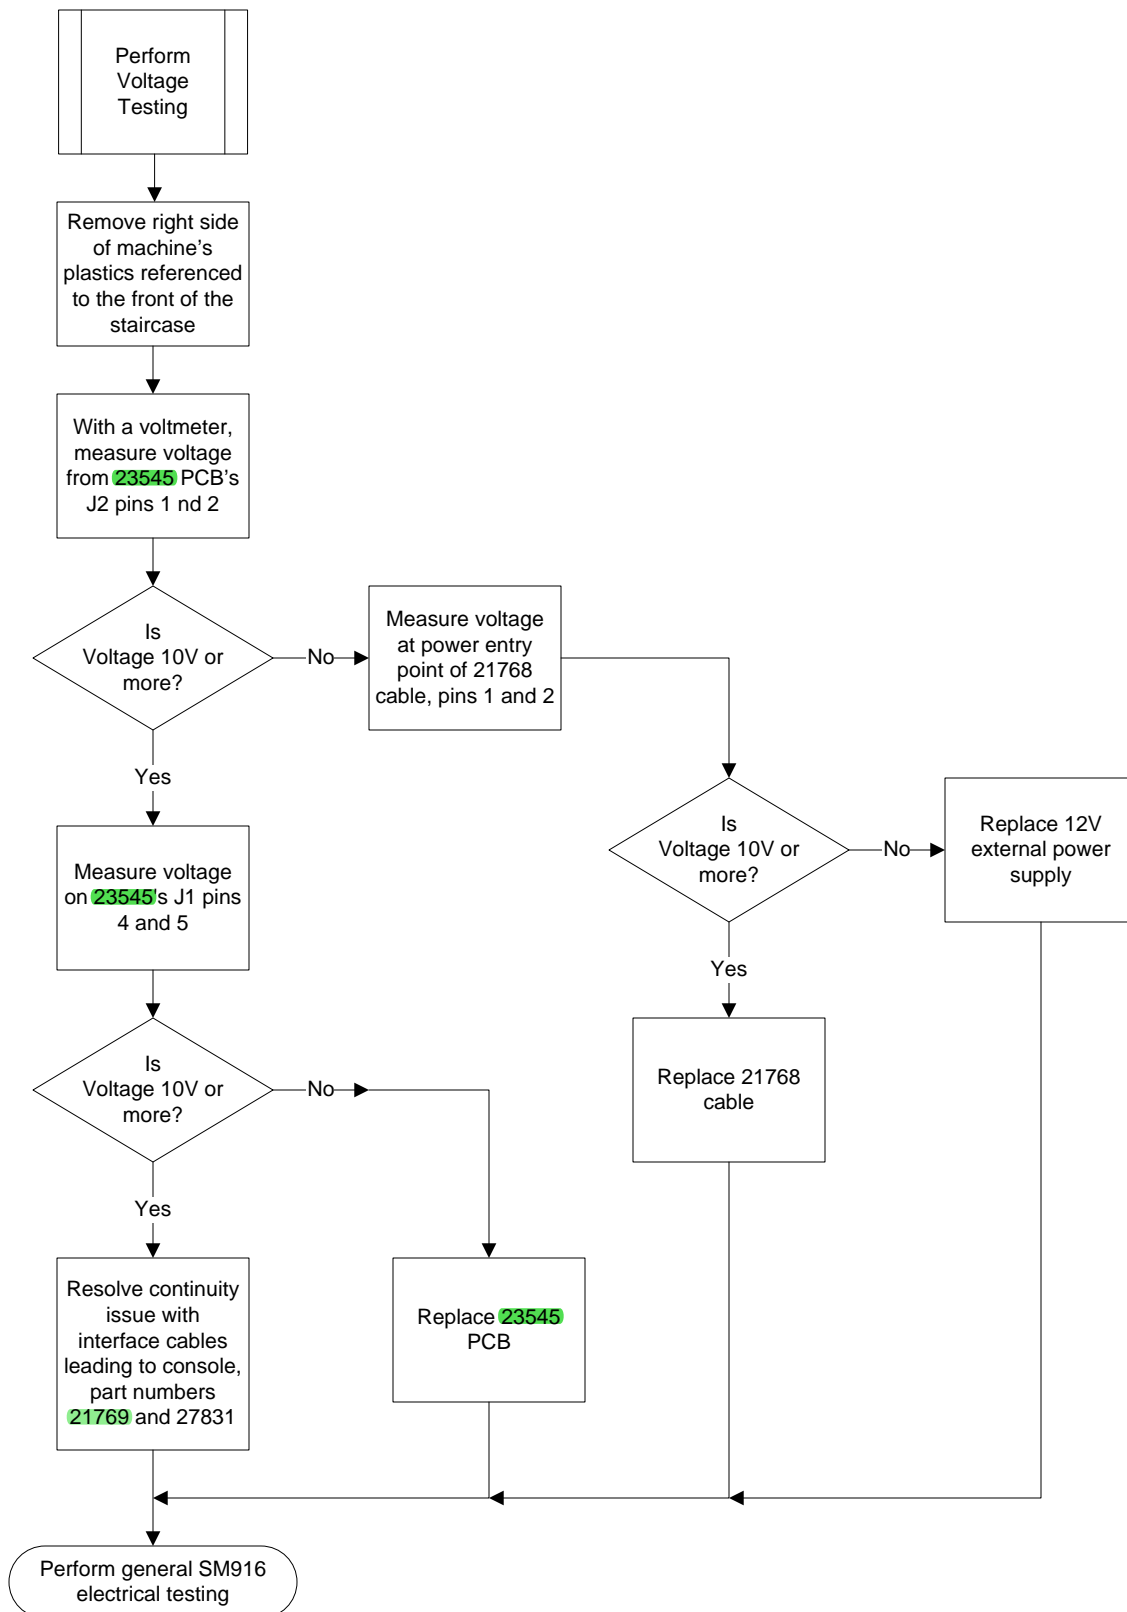 Perform
Voltage
Testing
Remove right side
of machine's
plastics referenced
to the front of the
staircase
With a voltmeter,
measure voltage
from 23545 PCB's
J2 pins 1 nd 2
Is
Voltage 10V or
more?
No
Measure voltage
at power entry
point of 21768
cable, pins 1 and 2
Yes
Is
Voltage 10V or
more?
No
Replace 12V
external power
supply
Measure voltage
on 23545's J1 pins
4 and 5
Yes
Replace 21768
cable
Is
Voltage 10V or
more?
No
Yes
Resolve continuity
issue with
interface cables
leading to console,
part numbers
21769 and 27831
Replace 23545
PCB
Perform general SM916
electrical testing